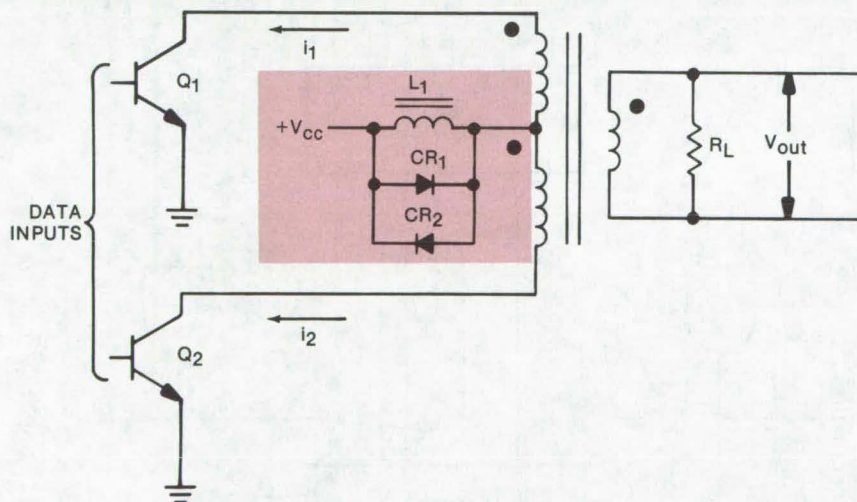 i1
Q1
L1
+Vcc
CR1
CR2
RL
Vout
DATA
INPUTS
i2
Q2